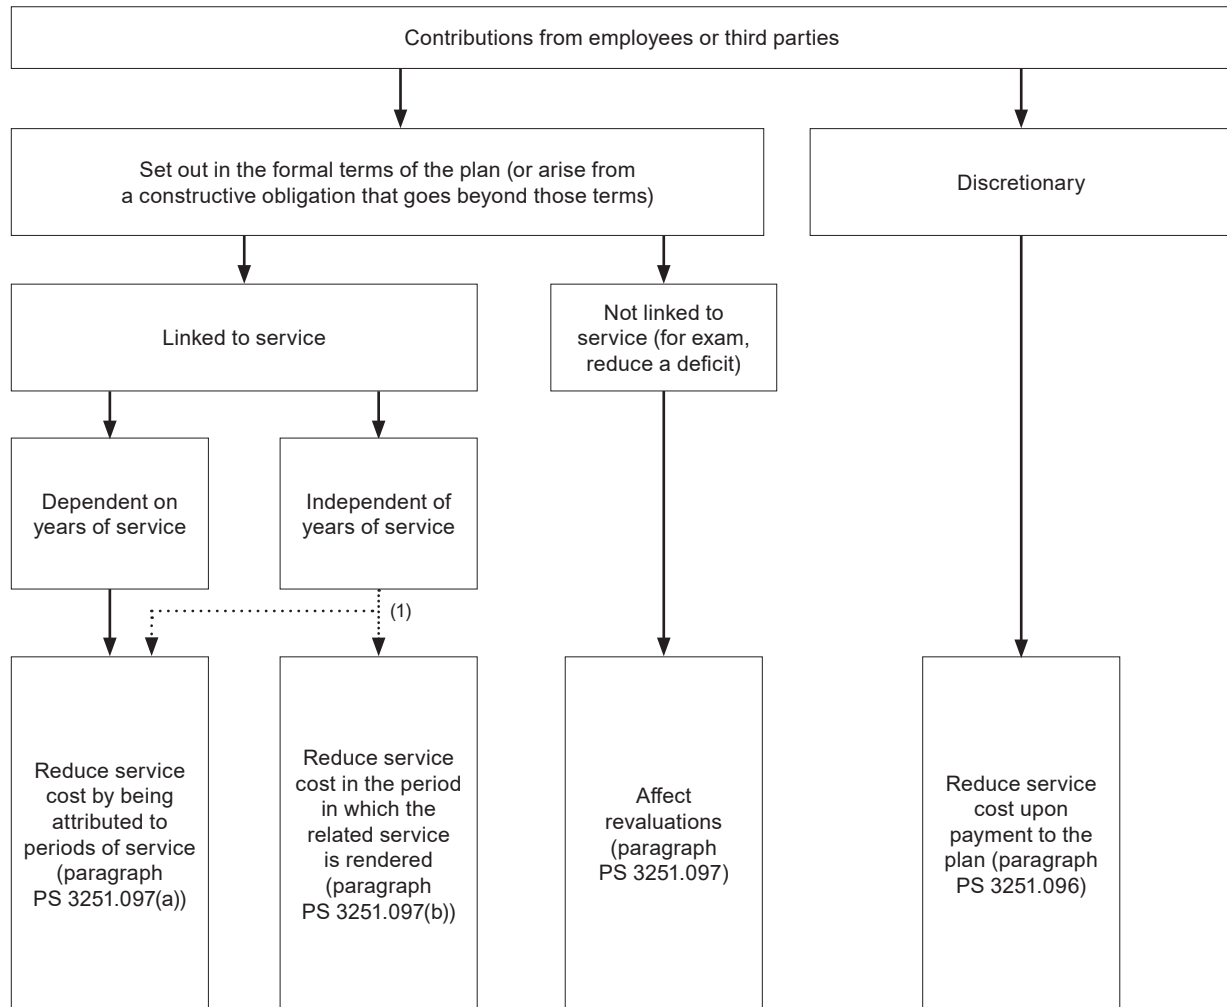 Contributions from employees or third parties
Set out in the formal terms of the plan (or arise from
a constructive obligation that goes beyond those terms)
Discretionary
Linked to service
Not linked to
service (for exam,
reduce a deficit)
Dependent on
years of service
Independent of
years of service
(1)
Reduce service
cost by being
attributed to
periods of service
(paragraph
PS 3251.097(a))
Reduce service
cost in the period
in which the
related service
is rendered
(paragraph
PS 3251.097(b))
Affect
revaluations
(paragraph
PS 3251.097)
Reduce service
cost upon
payment to the
plan (paragraph
PS 3251.096)